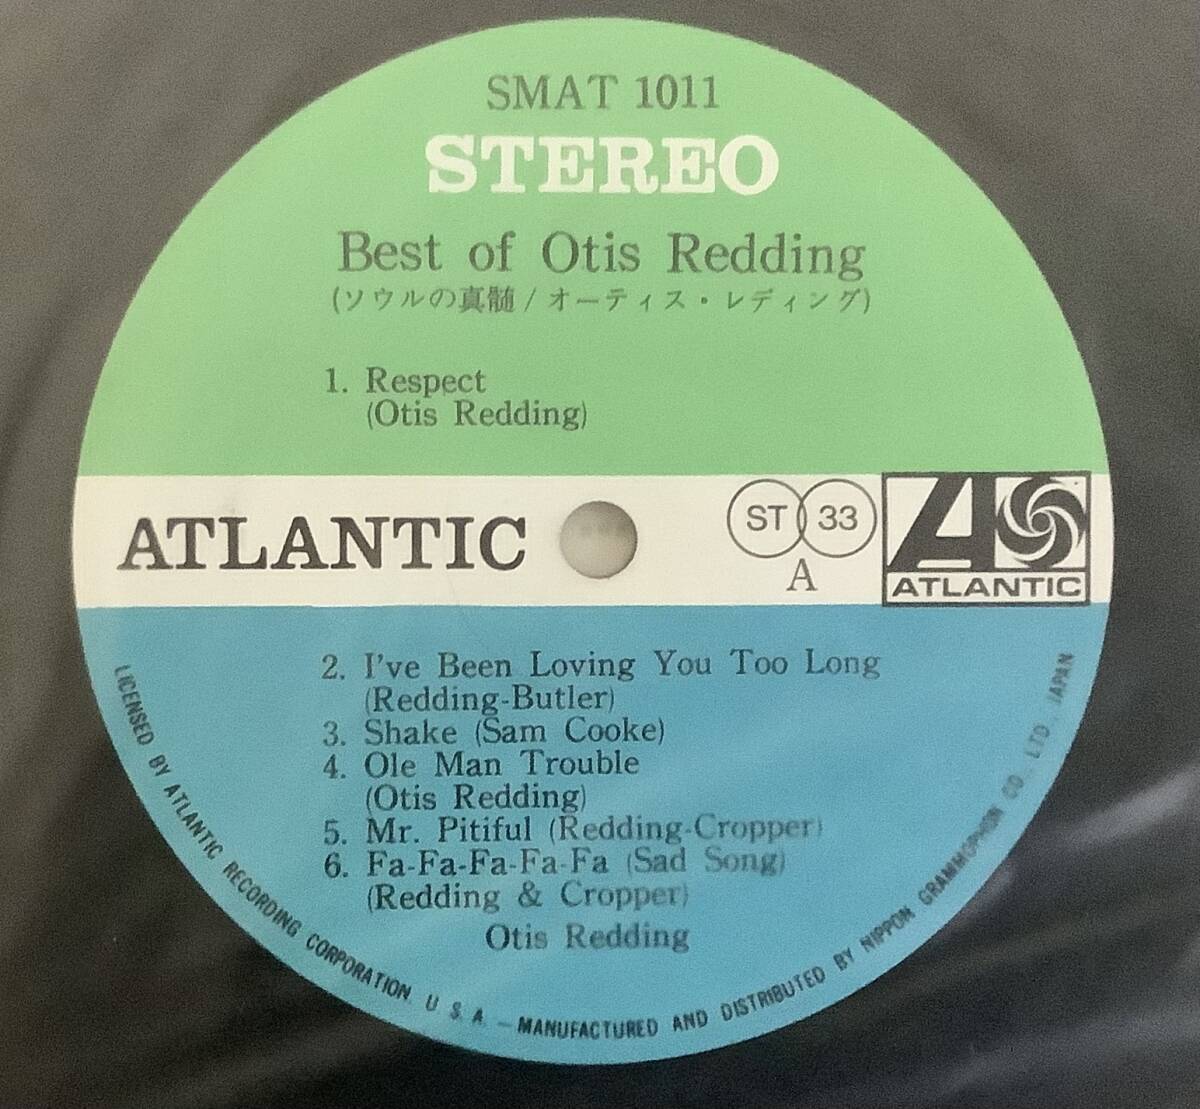 SMAT 1011
STEREO
Best of Otis Redding
(ソウルの真髄 / オーティス・レディング)
1. Respect
(Otis Redding)
ATLANTIC
ST 33
A
ATLANTIC
2. I've Been Loving You Too Long
(Redding-Butler)
3. Shake (Sam Cooke)
4. Ole Man Trouble
(Otis Redding)
5. Mr. Pitiful (Redding-Cropper)
6. Fa-Fa-Fa-Fa-Fa (Sad Song)
(Redding & Cropper)
Otis Redding
LICENSED BY ATLANTIC RECORDING CORPORATION. U. S. A. – MANUFACTURED AND DISTRIBUTED BY NIPPON GRAMMOPHON CO., LTD., JAPAN